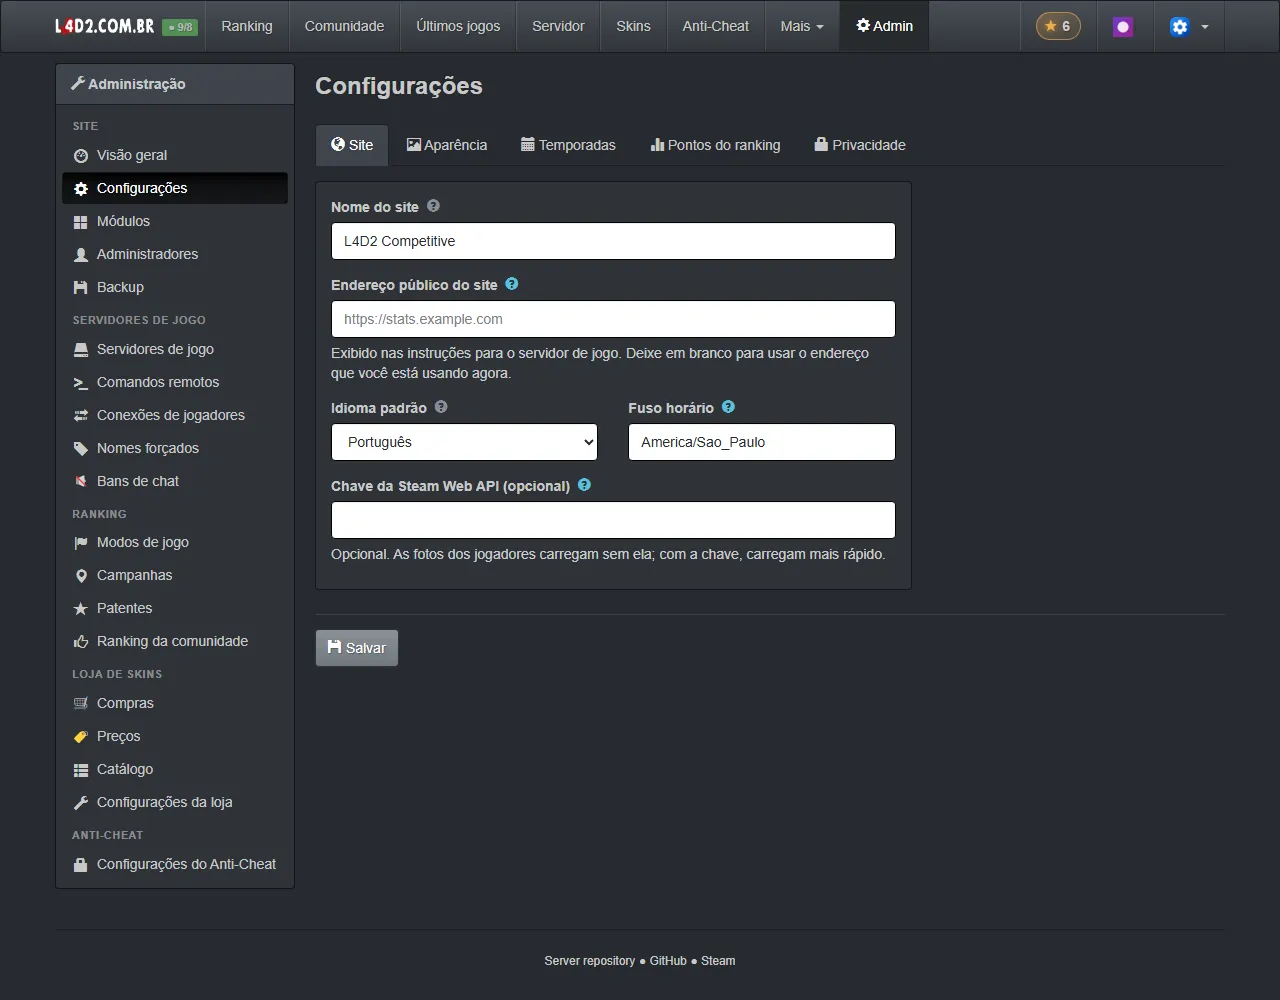 L4D2.COM.BR
● 9/8
Ranking
Comunidade
Últimos jogos
Servidor
Skins
Anti-Cheat
Mais
Admin
6
Administração
SITE
Visão geral
Configurações
Módulos
Administradores
Backup
SERVIDORES DE JOGO
Servidores de jogo
Comandos remotos
Conexões de jogadores
Nomes forçados
Bans de chat
RANKING
Modos de jogo
Campanhas
Patentes
Ranking da comunidade
LOJA DE SKINS
Compras
Preços
Catálogo
Configurações da loja
ANTI-CHEAT
Configurações do Anti-Cheat
Configurações
Site
Aparência
Temporadas
Pontos do ranking
Privacidade
Nome do site
L4D2 Competitive
Endereço público do site
https://stats.example.com
Exibido nas instruções para o servidor de jogo. Deixe em branco para usar o endereço
que você está usando agora.
Idioma padrão
Português
Fuso horário
America/Sao_Paulo
Chave da Steam Web API (opcional)
Opcional. As fotos dos jogadores carregam sem ela; com a chave, carregam mais rápido.
Salvar
Server repository ● GitHub ● Steam